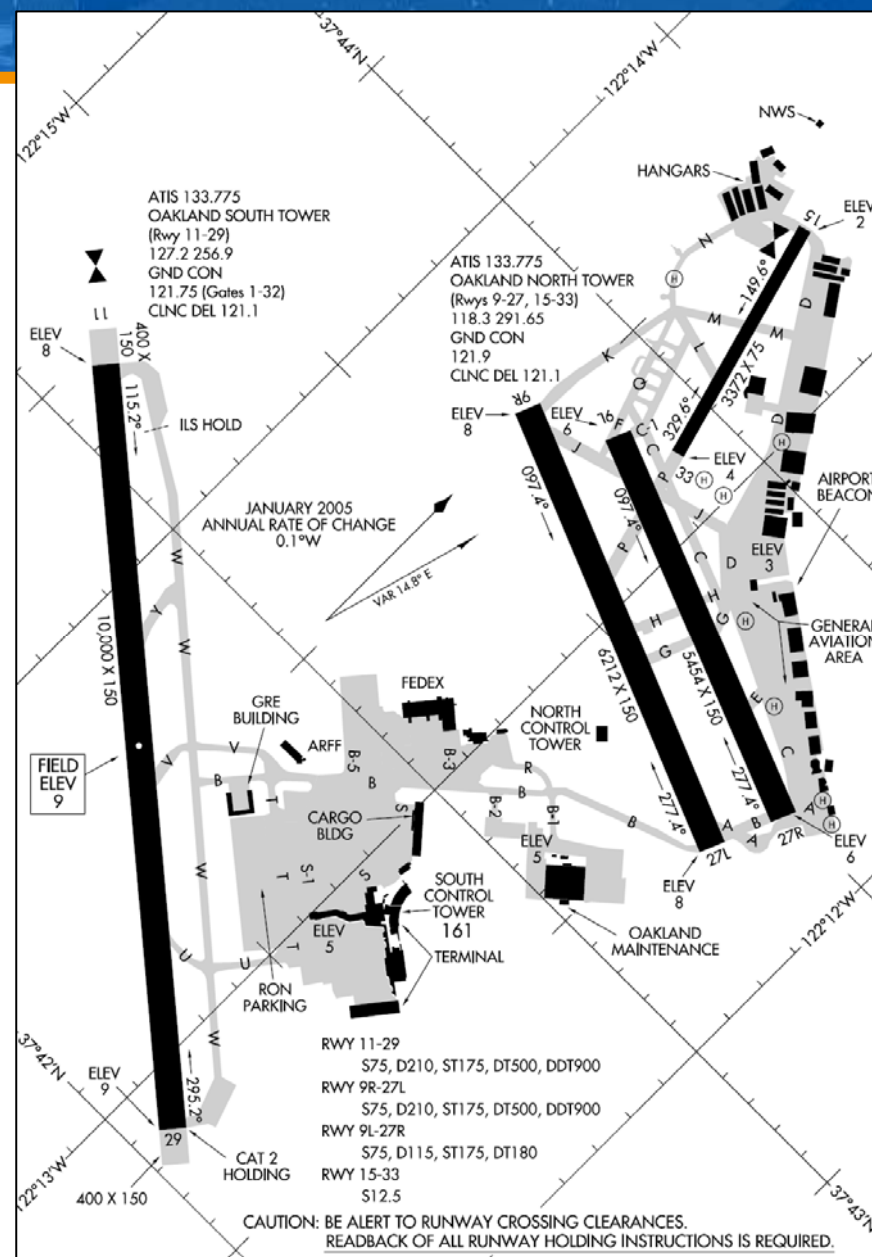 122°15'W
37°44'N
122°14'W
NWS
HANGARS
ELEV
2
15
ATIS 133.775
OAKLAND SOUTH TOWER
(Rwy 11-29)
127.2 256.9
GND CON
121.75 (Gates 1-32)
CLNC DEL 121.1
ATIS 133.775
OAKLAND NORTH TOWER
(Rwys 9-27, 15-33)
118.3 291.65
GND CON
121.9
CLNC DEL 121.1
N
H
149.6°
D
11
ELEV
8
400 X
150
115.2°
ILS HOLD
K
Q
L
M
M
3372 X 75
329.6°
9R
ELEV
8
ELEV
6
9L
F
C-1
C
J
P
33
ELEV
4
H
H
H
D
AIRPORT
BEACON
JANUARY 2005
ANNUAL RATE OF CHANGE
0.1°W
VAR 14.8° E
097.4°
097.4°
P
L
C
D
ELEV
3
H
H
G
G
H
GENERAL
AVIATION
AREA
W
W
Y
W
10,000 X 150
6212 X 150
5454 X 150
E
H
C
FEDEX
GRE
BUILDING
ARFF
NORTH
CONTROL
TOWER
FIELD
ELEV
9
V
V
B
T
B-5
B
B-3
R
B
B-2
B-1
B
277.4°
277.4°
A
B
A
A
H
H
27L
27R
ELEV
6
ELEV
8
CARGO
BLDG
S
S
S-1
T
T
ELEV
5
SOUTH
CONTROL
TOWER
161
ELEV
5
TERMINAL
OAKLAND
MAINTENANCE
122°12'W
W
W
U
U
RON
PARKING
W
37°42'N
ELEV
9
295.2°
29
CAT 2
HOLDING
122°13'W
400 X 150
37°43'N
RWY 11-29
S75, D210, ST175, DT500, DDT900
RWY 9R-27L
S75, D210, ST175, DT500, DDT900
RWY 9L-27R
S75, D115, ST175, DT180
RWY 15-33
S12.5
CAUTION: BE ALERT TO RUNWAY CROSSING CLEARANCES.
READBACK OF ALL RUNWAY HOLDING INSTRUCTIONS IS REQUIRED.